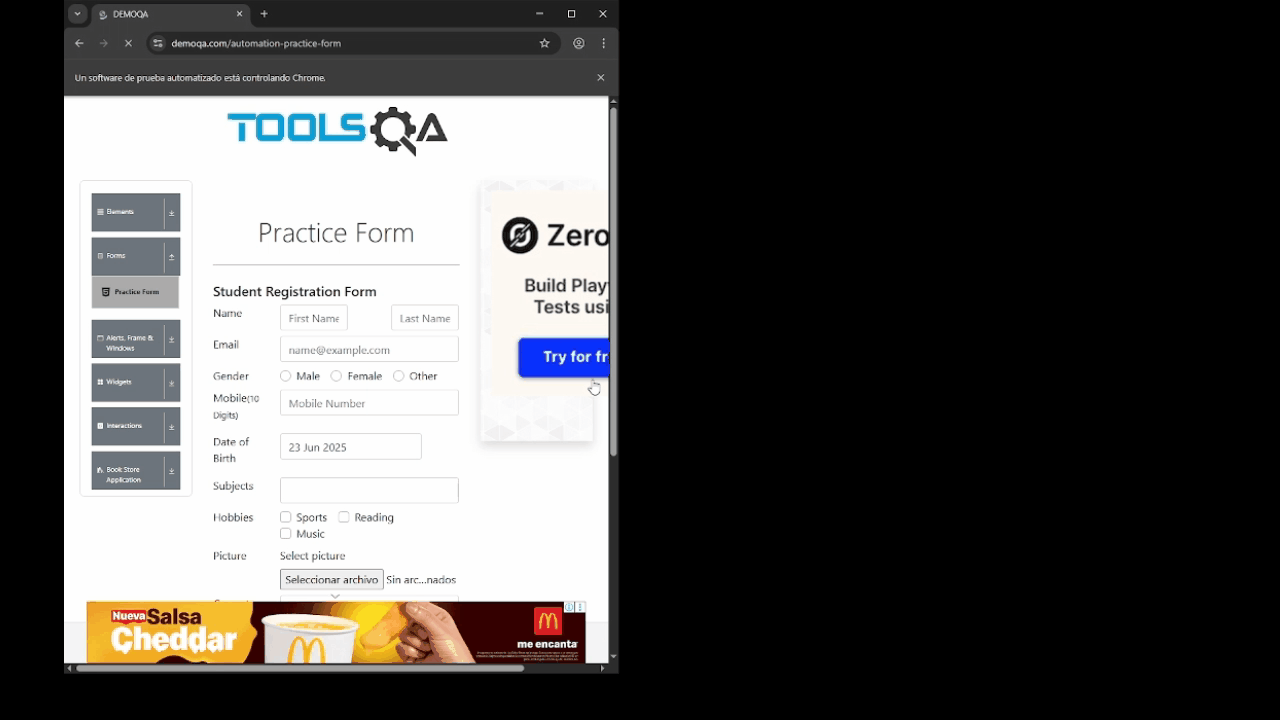 DEMOQA
demoqa.com/automation-practice-form
Un software de prueba automatizado está controlando Chrome.
TOOLSQA
Elements
Forms
Practice Form
Alerts, Frame &
Windows
Widgets
Interactions
Book Store
Application
Practice Form
Student Registration Form
Name
First Name
Last Name
Email
name@example.com
Gender
Male
Female
Other
Mobile(10
Digits)
Mobile Number
Date of
Birth
23 Jun 2025
Subjects
Hobbies
Sports
Reading
Music
Picture
Select picture
Seleccionar archivo
Sin arc...nados
Zero
Build Play
Tests usi
Try for fr
Nueva Salsa
Cheddar
me encanta